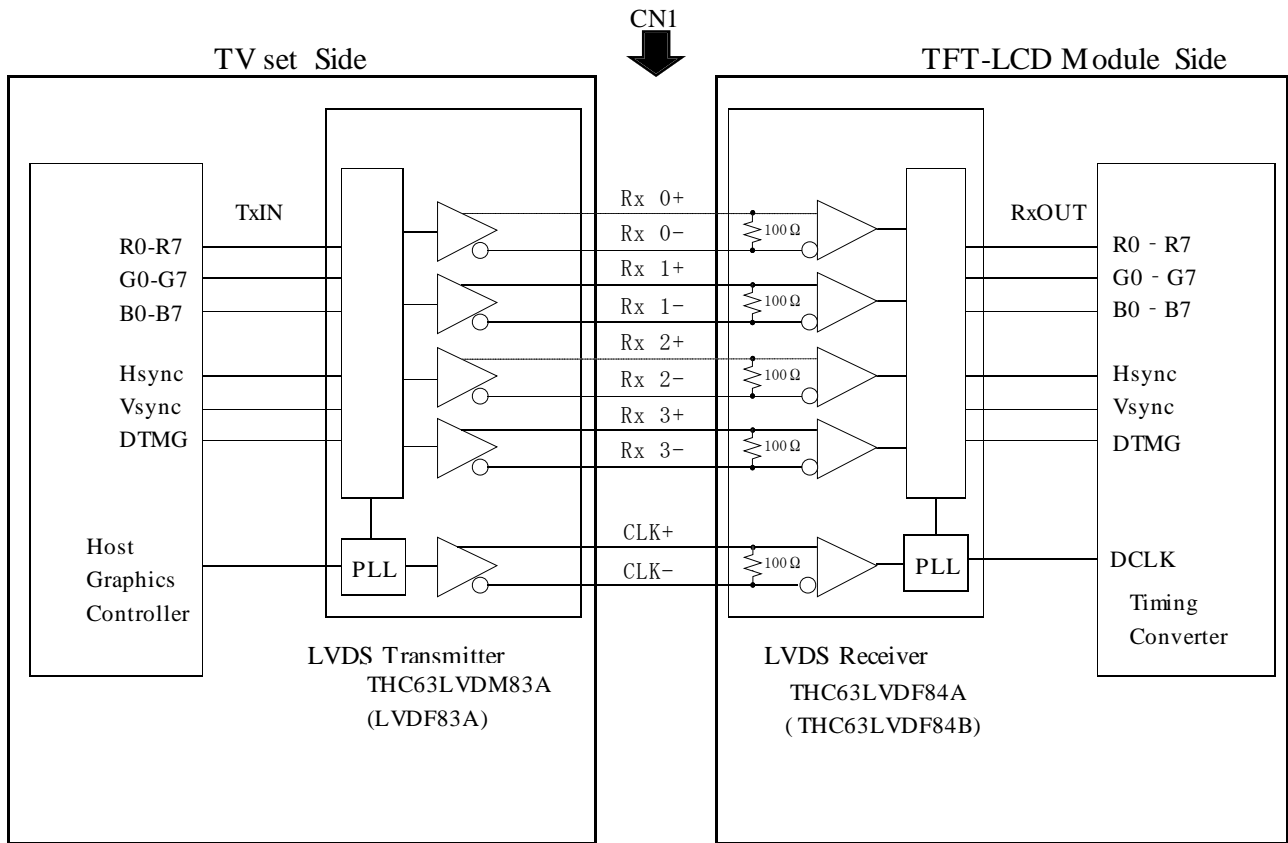 CN1
TV set Side
TFT-LCD Module Side
TxIN
R0-R7
G0-G7
B0-B7
Hsync
Vsync
DTMG
Host
Graphics
Controller
PLL
LVDS Transmitter
THC63LVDM83A
(LVDF83A)
Rx 0+
Rx 0-
Rx 1+
Rx 1-
Rx 2+
Rx 2-
Rx 3+
Rx 3-
CLK+
CLK-
100Ω
100Ω
100Ω
100Ω
100Ω
PLL
LVDS Receiver
THC63LVDF84A
( THC63LVDF84B)
RxOUT
R0 - R7
G0 - G7
B0 - B7
Hsync
Vsync
DTMG
DCLK
Timing
Converter